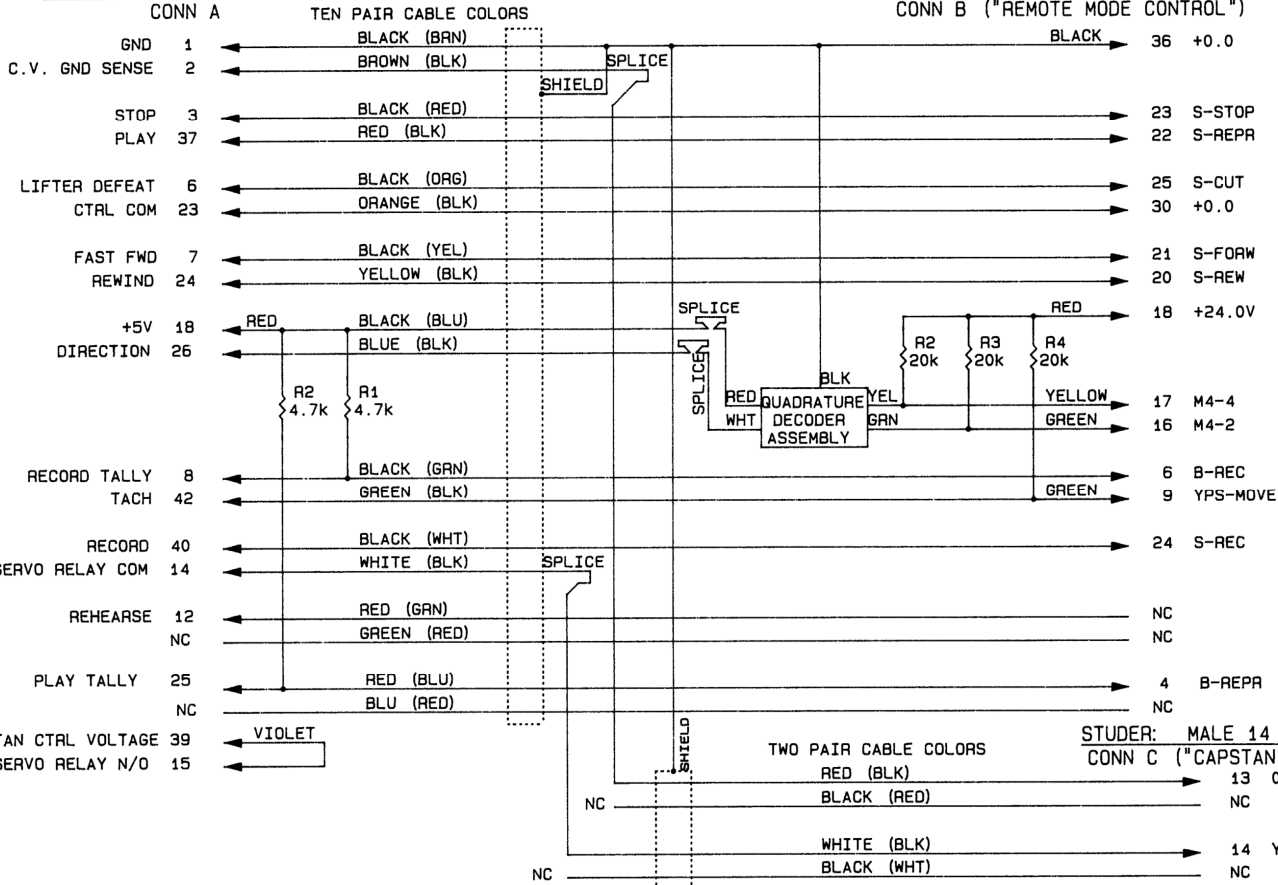 CONN A TEN PAIR CABLE COLORS CONN B ("REMOTE MODE CONTROL")
GND 1 BLACK (BRN) BLACK 36 +0.0
C.V. GND SENSE 2 BROWN (BLK) SPLICE
SHIELD
STOP 3 BLACK (RED) 23 S-STOP
PLAY 37 RED (BLK) 22 S-REPR
LIFTER DEFEAT 6 BLACK (ORG) 25 S-CUT
CTRL COM 23 ORANGE (BLK) 30 +0.0
FAST FWD 7 BLACK (YEL) 21 S-FORW
REWIND 24 YELLOW (BLK) 20 S-REW
SPLICE
+5V 18 RED BLACK (BLU) RED 18 +24.0V
DIRECTION 26 BLUE (BLK) SPLICE
R2 20k R3 20k R4 20k
R2 4.7k R1 4.7k
BLK
RED QUADRATURE YEL YELLOW 17 M4-4
WHT DECODER GRN GREEN 16 M4-2
ASSEMBLY
RECORD TALLY 8 BLACK (GRN) 6 B-REC
TACH 42 GREEN (BLK) GREEN 9 YPS-MOVE
RECORD 40 BLACK (WHT) 24 S-REC
SERVO RELAY COM 14 WHITE (BLK) SPLICE
REHEARSE 12 RED (GRN) NC
NC GREEN (RED) NC
PLAY TALLY 25 RED (BLU) 4 B-REPR
NC BLU (RED) NC
SHIELD
STUDER: MALE 14
TAN CTRL VOLTAGE 39 VIOLET TWO PAIR CABLE COLORS CONN C ("CAPSTAN
SERVO RELAY N/O 15 RED (BLK) 13
NC BLACK (RED) NC
WHITE (BLK) 14 Y
NC BLACK (WHT) NC